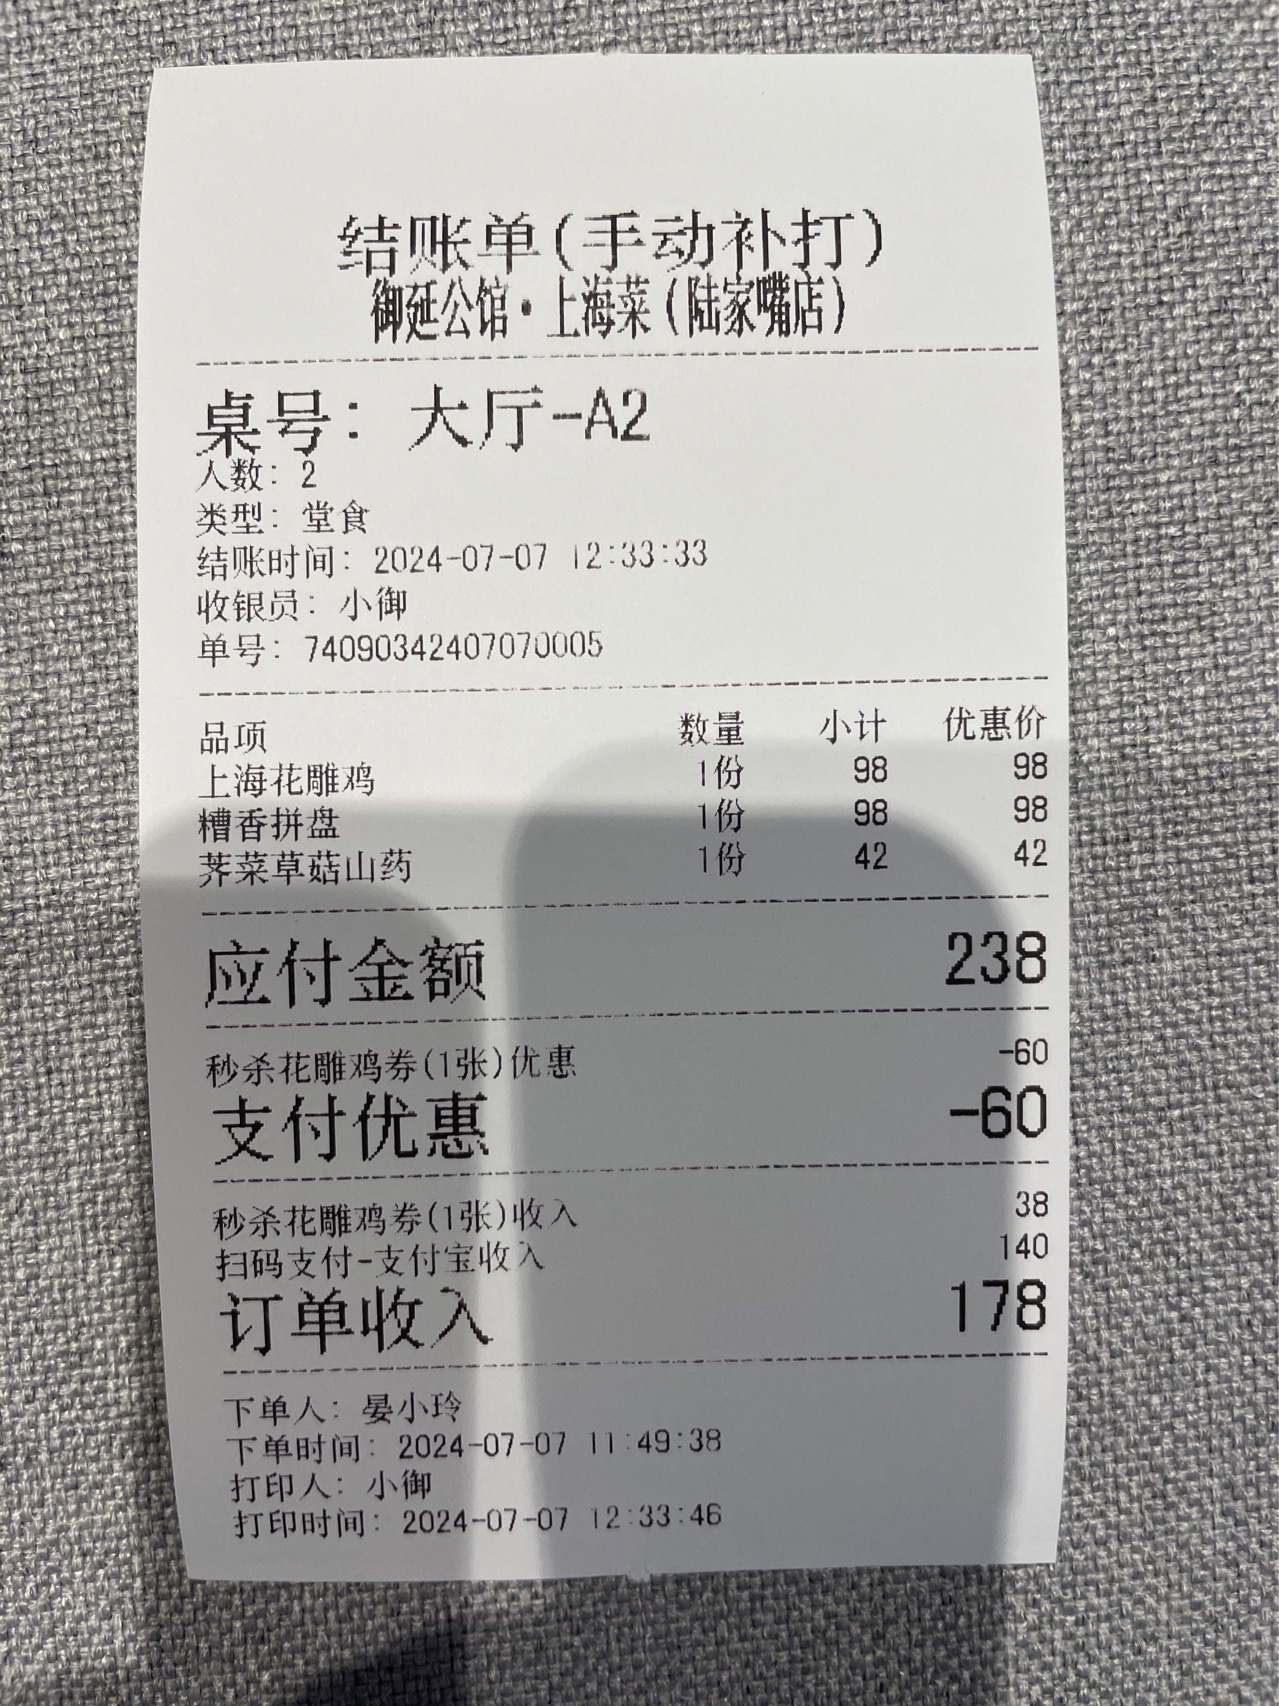 结账单(手动补打)
御延公馆·上海菜(陆家嘴店)
桌号: 大厅-A2
人数: 2
类型: 堂食
结账时间: 2024-07-07 12:33:33
收银员: 小御
单号: 74090342407070005
品项 数量 小计 优惠价
上海花雕鸡 1份 98 98
糟香拼盘 1份 98 98
荠菜草菇山药 1份 42 42
应付金额 238
秒杀花雕鸡券(1张)优惠 -60
支付优惠 -60
秒杀花雕鸡券(1张)收入 38
扫码支付-支付宝收入 140
订单收入 178
下单人: 晏小玲
下单时间: 2024-07-07 11:49:38
打印人: 小御
打印时间: 2024-07-07 12:33:46